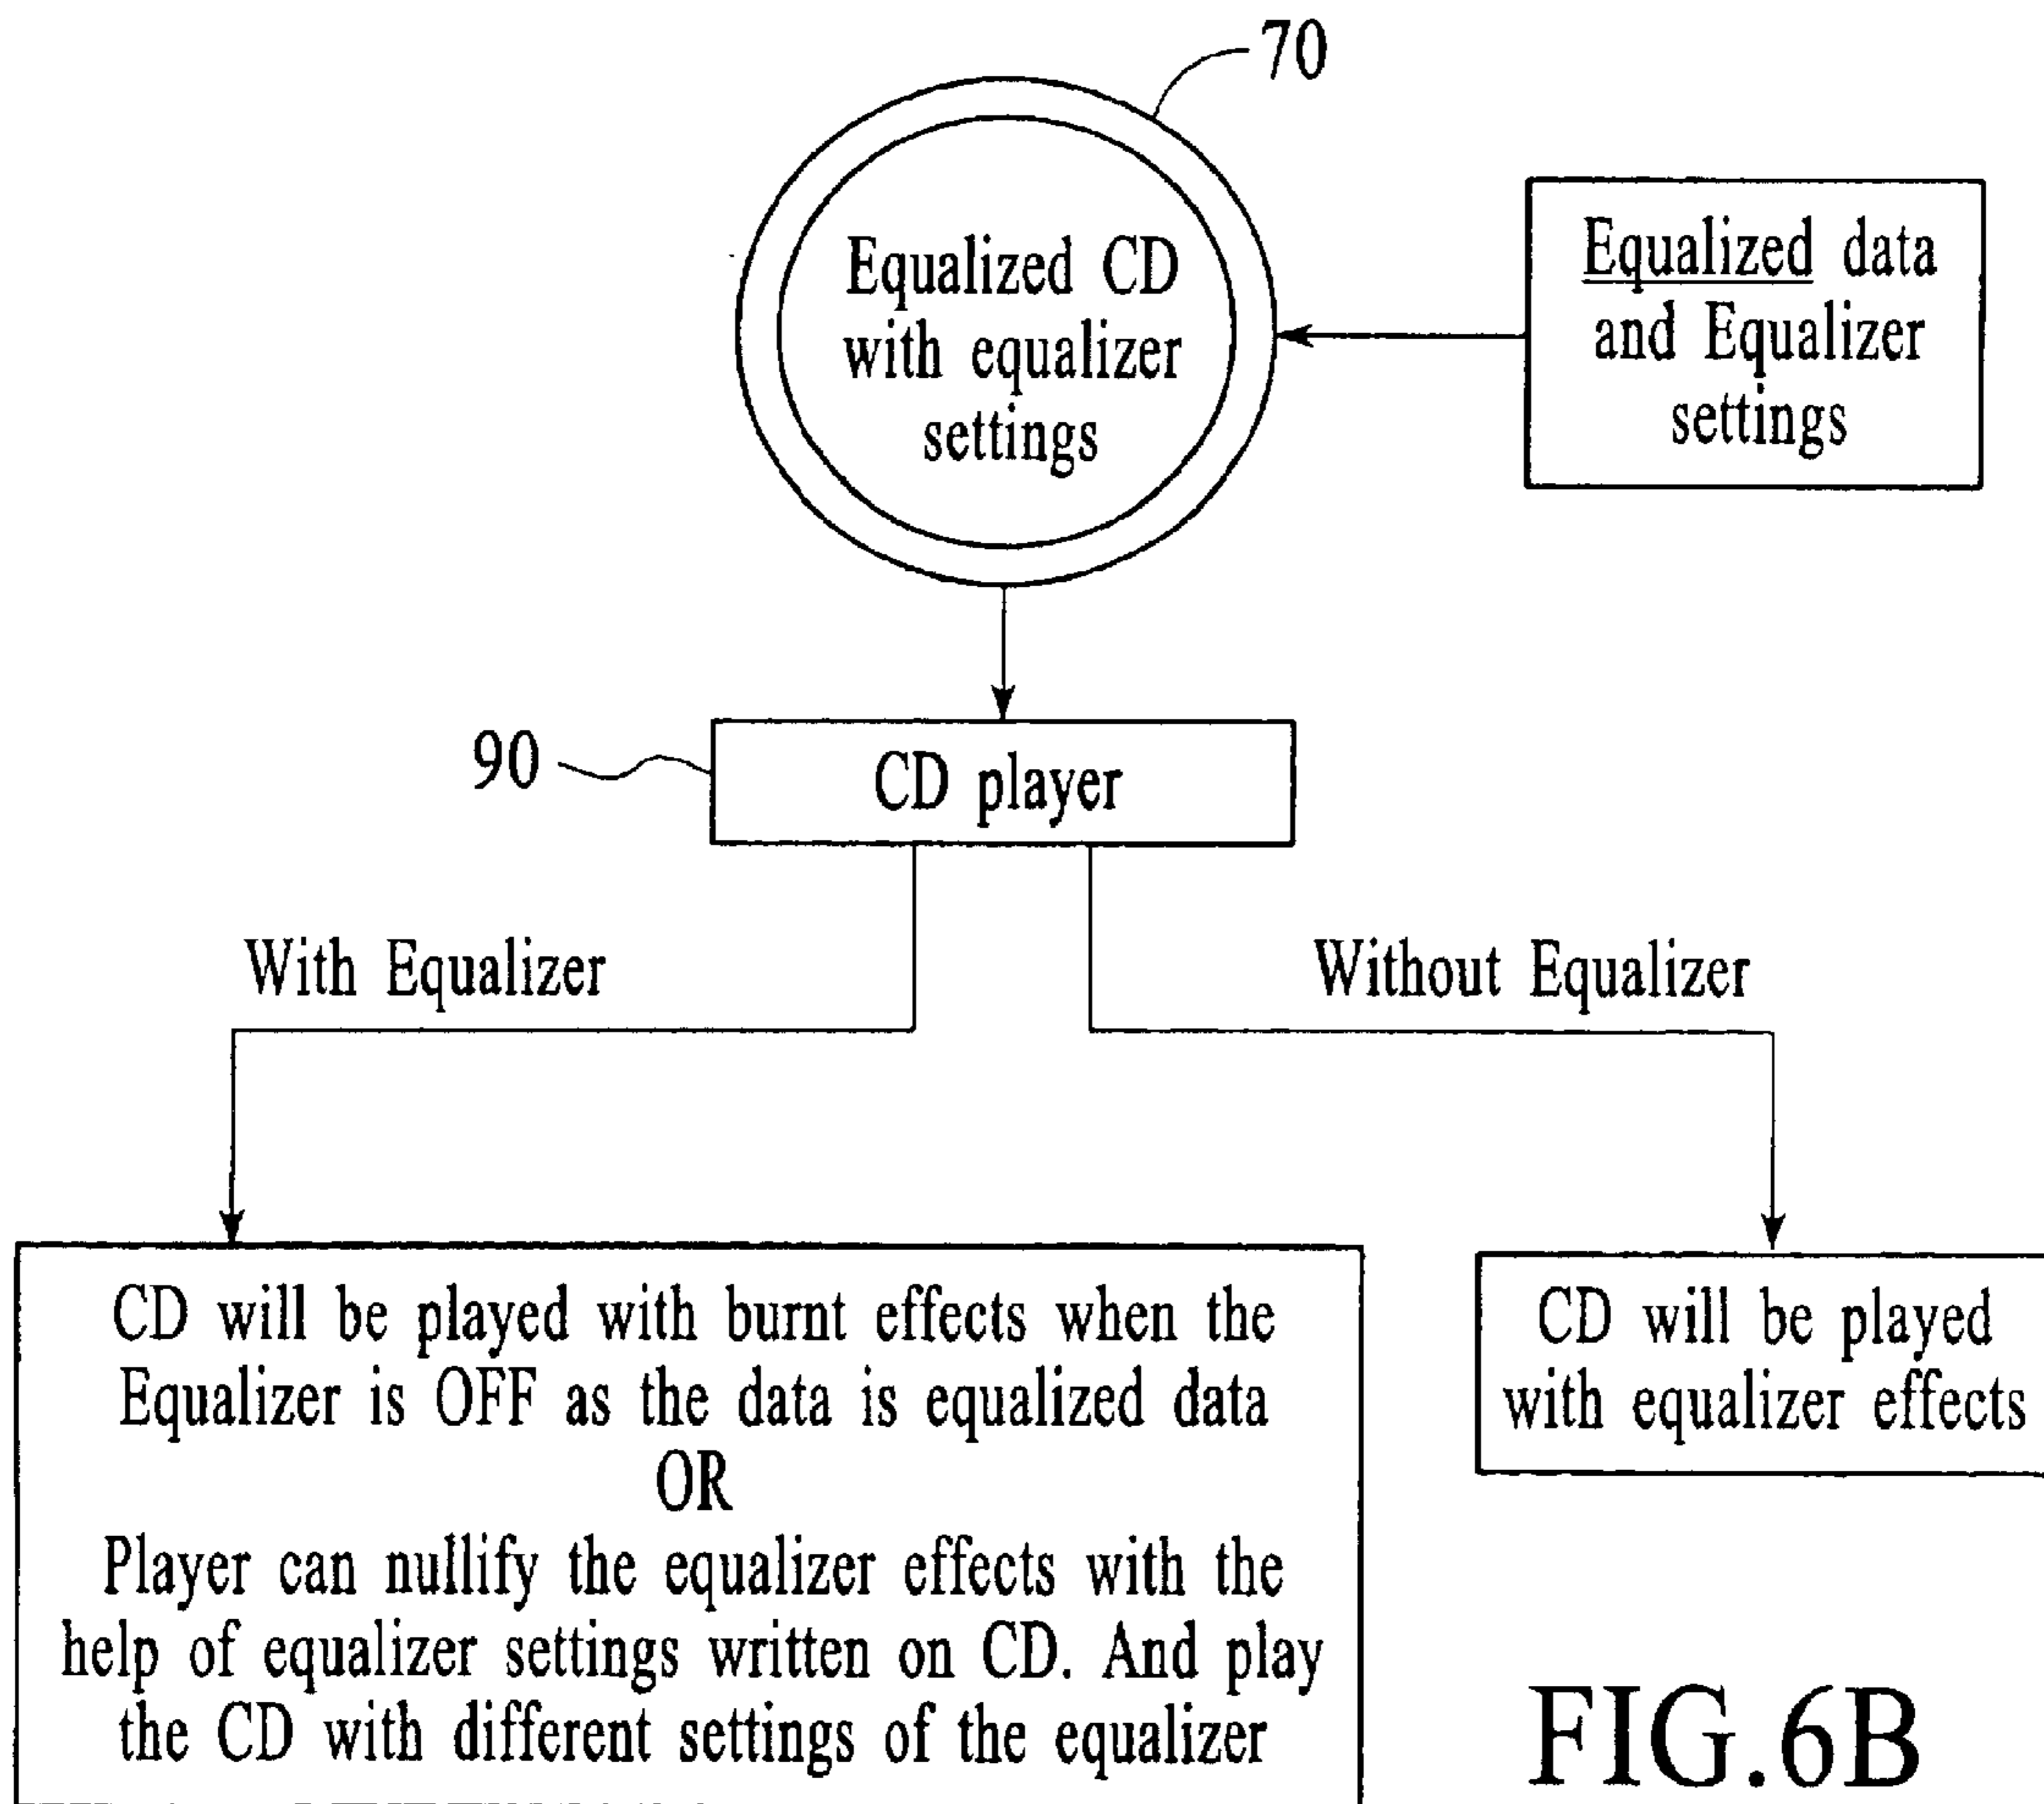 70
Equalized CD
with equalizer
settings
Equalized data
and Equalizer
settings
90
CD player
With Equalizer
Without Equalizer
CD will be played with burnt effects when the
Equalizer is OFF as the data is equalized data
OR
Player can nullify the equalizer effects with the
help of equalizer settings written on CD. And play
the CD with different settings of the equalizer
CD will be played
with equalizer effects
FIG.6B